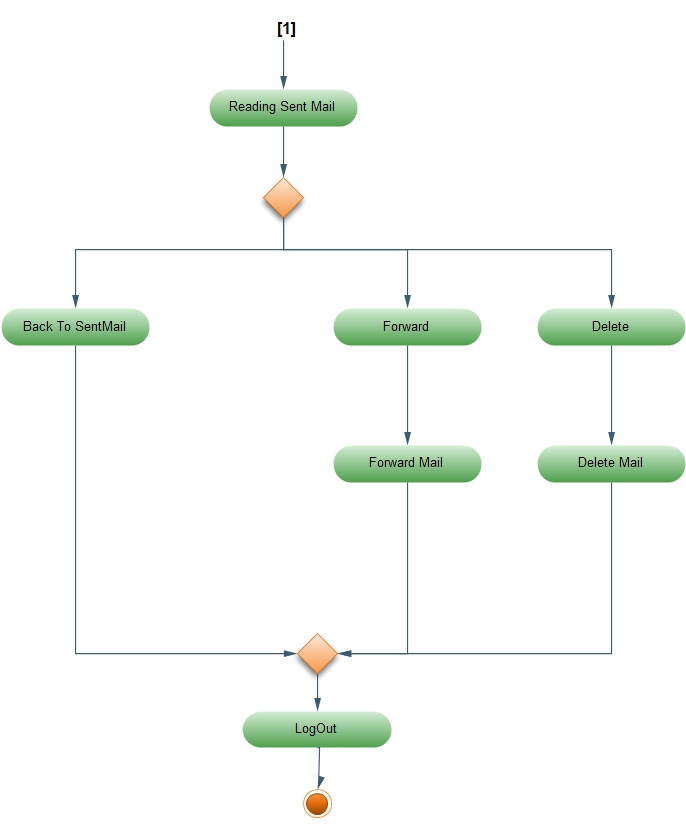 [1]
Reading Sent Mail
Back To SentMail
Forward
Delete
Forward Mail
Delete Mail
LogOut